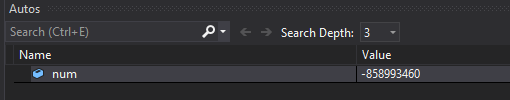 Autos
Search (Ctrl+E) Search Depth: 3
Name Value
num -858993460